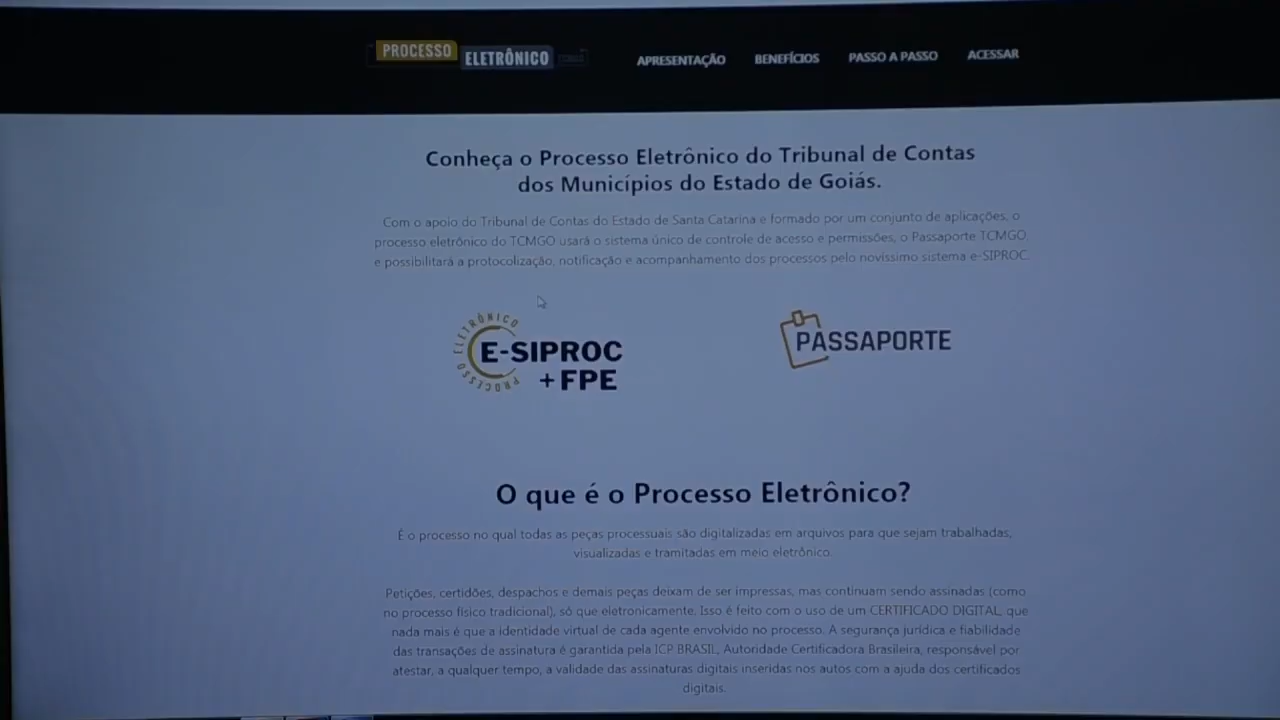 PROCESSO ELETRÔNICO
APRESENTAÇÃO BENEFÍCIOS PASSO A PASSO ACESSAR
Conheça o Processo Eletrônico do Tribunal de Contas
dos Municípios do Estado de Goiás.
Com o apoio do Tribunal de Contas do Estado de Santa Catarina e formado por um conjunto de aplicações, o
processo eletrônico do TCMGO usará o sistema único de controle de acesso e permissões, o Passaporte TCMGO,
e possibilitará a protocolização, notificação e acompanhamento dos processos pelo novíssimo sistema e-SIPROC.
PROCESSO ELETRÔNICO
E-SIPROC
+FPE
PASSAPORTE
O que é o Processo Eletrônico?
É o processo no qual todas as peças processuais são digitalizadas em arquivos para que sejam trabalhadas,
visualizadas e tramitadas em meio eletrônico.
Petições, certidões, despachos e demais peças deixam de ser impressas, mas continuam sendo assinadas (como
no processo físico tradicional), só que eletronicamente. Isso é feito com o uso de um CERTIFICADO DIGITAL, que
nada mais é que a identidade virtual de cada agente envolvido no processo. A segurança jurídica e fiabilidade
das transações de assinatura é garantida pela ICP BRASIL, Autoridade Certificadora Brasileira, responsável por
atestar, a qualquer tempo, a validade das assinaturas digitais inseridas nos autos com a ajuda dos certificados
digitais.